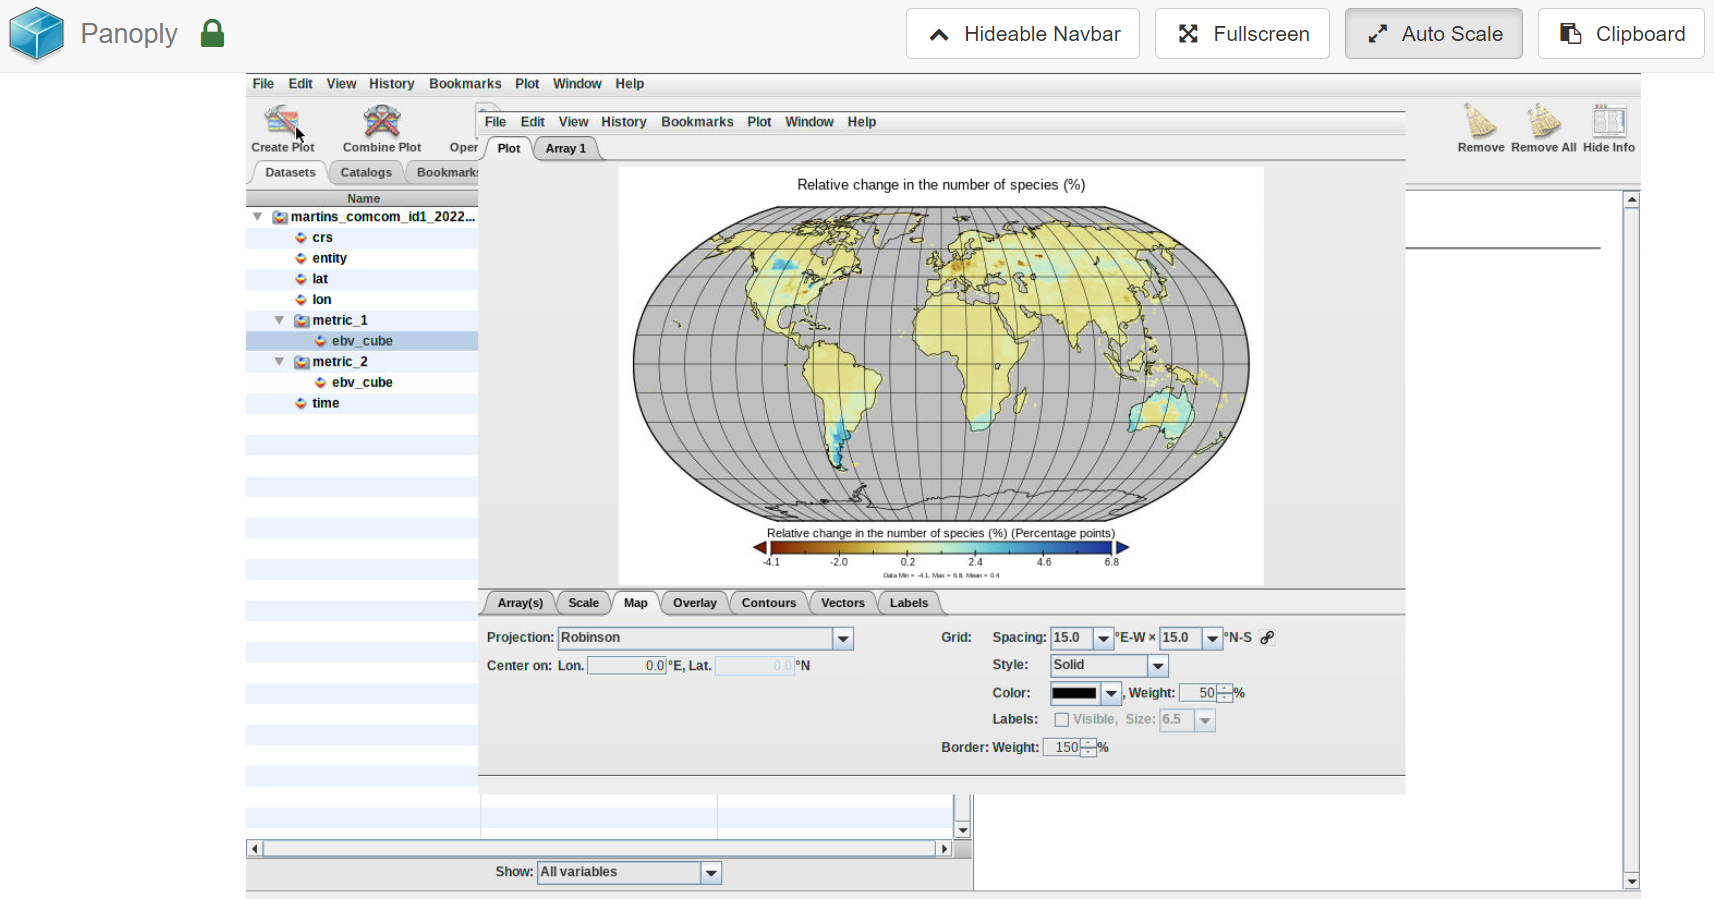 Panoply
Hideable Navbar
Fullscreen
Auto Scale
Clipboard
File Edit View History Bookmarks Plot Window Help
Create Plot Combine Plot Oper
Remove Remove All Hide Info
Datasets Catalogs Bookmarks
Name
martins_comcom_id1_2022...
crs
entity
lat
lon
metric_1
ebv_cube
metric_2
ebv_cube
time
File Edit View History Bookmarks Plot Window Help
Plot Array 1
Relative change in the number of species (%)
Relative change in the number of species (%) (Percentage points)
-4.1 -2.0 0.2 2.4 4.6 6.8
Data Min = -4.1, Max = 6.8, Mean = 0.4
Array(s) Scale Map Overlay Contours Vectors Labels
Projection: Robinson
Center on: Lon. 0.0 °E, Lat. 0.0 °N
Grid: Spacing: 15.0 °E-W × 15.0 °N-S
Style: Solid
Color: , Weight: 50 %
Labels: Visible, Size: 6.5
Border: Weight: 150 %
Show: All variables